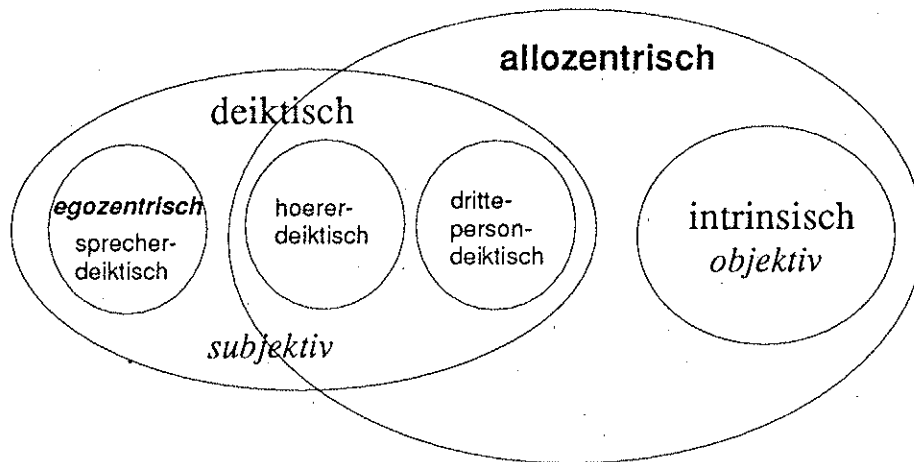 allozentrisch
deiktisch
egozentrisch
sprecher-
deiktisch
hoerer-
deiktisch
dritte-
person-
deiktisch
intrinsisch
objektiv
subjektiv